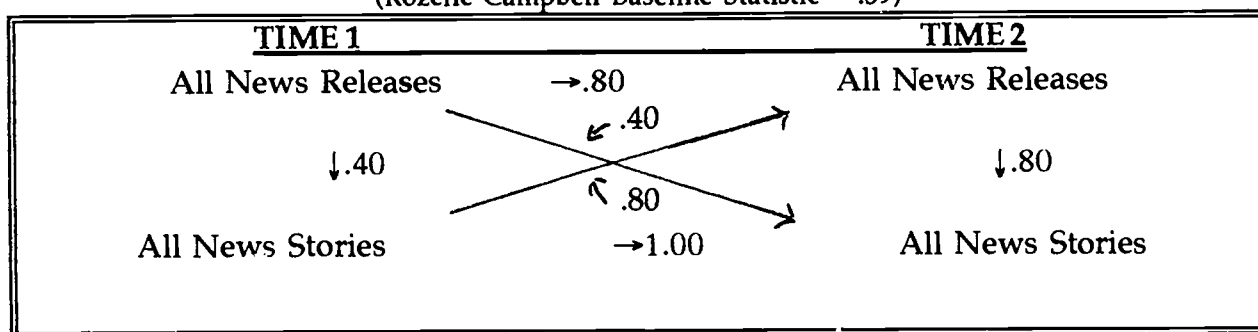 TIME 1 TIME 2
All News Releases →.80 All News Releases
.40
↓.40 ↓.80
.80
All News Stories →1.00 All News Stories